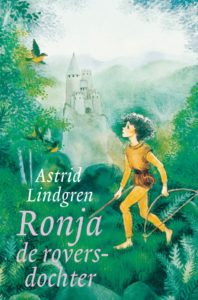 Astrid
Lindgren
Ronja
de rovers-
dochter